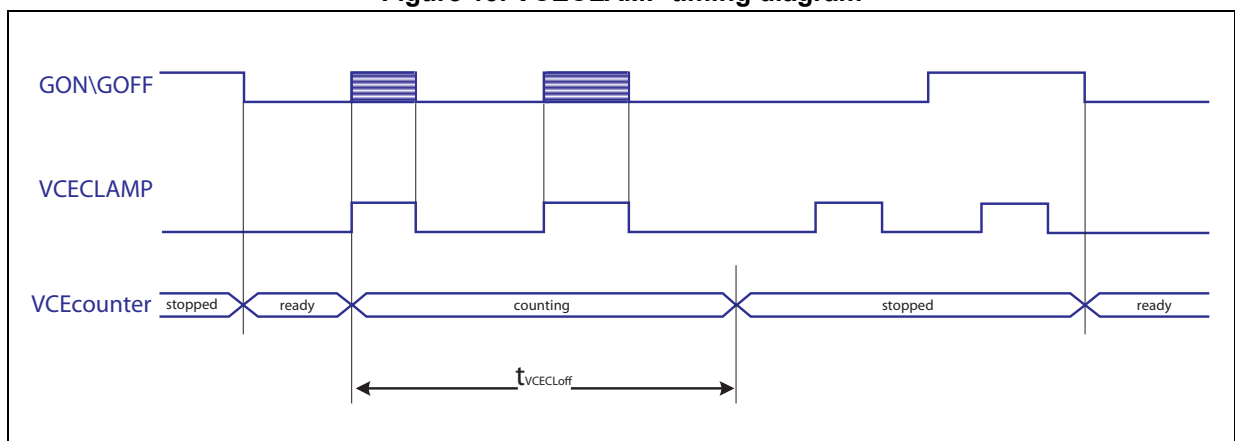 GON\GOFF
VCECLAMP
VCEcounter stopped ready counting stopped ready
tVCECLoff